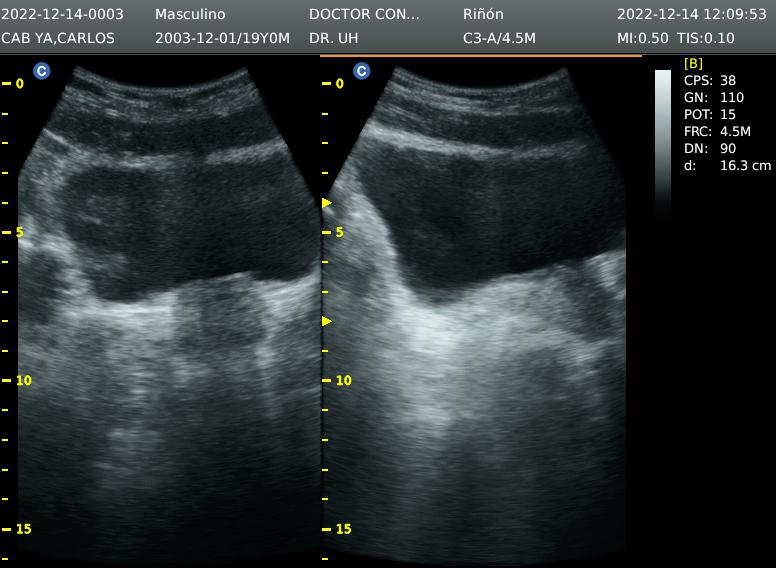 2022-12-14-0003 Masculino DOCTOR CON... Riñón 2022-12-14 12:09:53
CAB YA,CARLOS 2003-12-01/19Y0M DR. UH C3-A/4.5M MI:0.50 TIS:0.10
C
C
[B]
CPS: 38
GN: 110
POT: 15
FRC: 4.5M
DN: 90
d: 16.3 cm
0 0
5 5
10 10
15 15